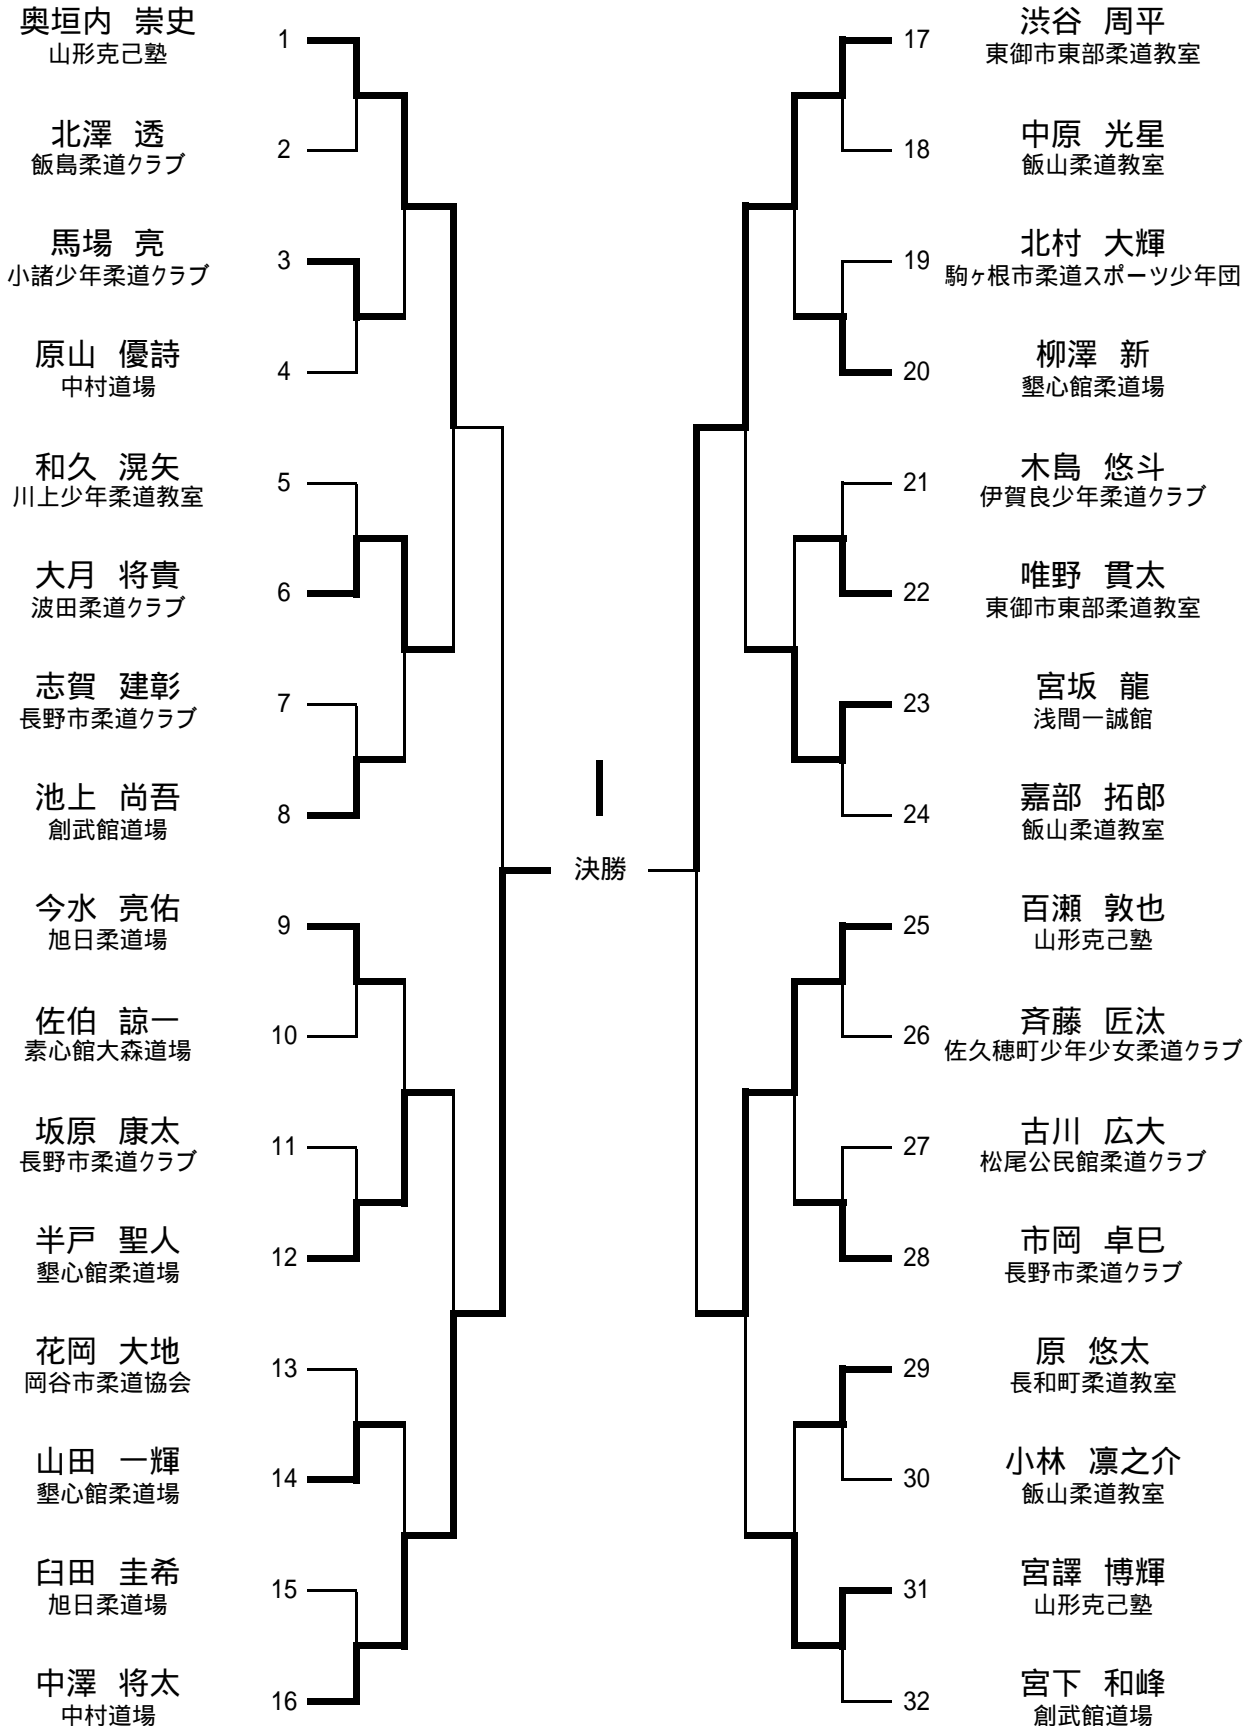 奥垣内 崇史
山形克己塾
1
北澤 透
飯島柔道クラブ
2
馬場 亮
小諸少年柔道クラブ
3
原山 優詩
中村道場
4
和久 滉矢
川上少年柔道教室
5
大月 将貴
波田柔道クラブ
6
志賀 建彰
長野市柔道クラブ
7
池上 尚吾
創武館道場
8
今水 亮佑
旭日柔道場
9
佐伯 諒一
素心館大森道場
10
坂原 康太
長野市柔道クラブ
11
半戸 聖人
墾心館柔道場
12
花岡 大地
岡谷市柔道協会
13
山田 一輝
墾心館柔道場
14
臼田 圭希
旭日柔道場
15
中澤 将太
中村道場
16
決勝
17
渋谷 周平
東御市東部柔道教室
18
中原 光星
飯山柔道教室
19
北村 大輝
駒ヶ根市柔道スポーツ少年団
20
柳澤 新
墾心館柔道場
21
木島 悠斗
伊賀良少年柔道クラブ
22
唯野 貫太
東御市東部柔道教室
23
宮坂 龍
浅間一誠館
24
嘉部 拓郎
飯山柔道教室
25
百瀬 敦也
山形克己塾
26
斉藤 匠汰
佐久穂町少年少女柔道クラブ
27
古川 広大
松尾公民館柔道クラブ
28
市岡 卓巳
長野市柔道クラブ
29
原 悠太
長和町柔道教室
30
小林 凛之介
飯山柔道教室
31
宮譯 博輝
山形克己塾
32
宮下 和峰
創武館道場